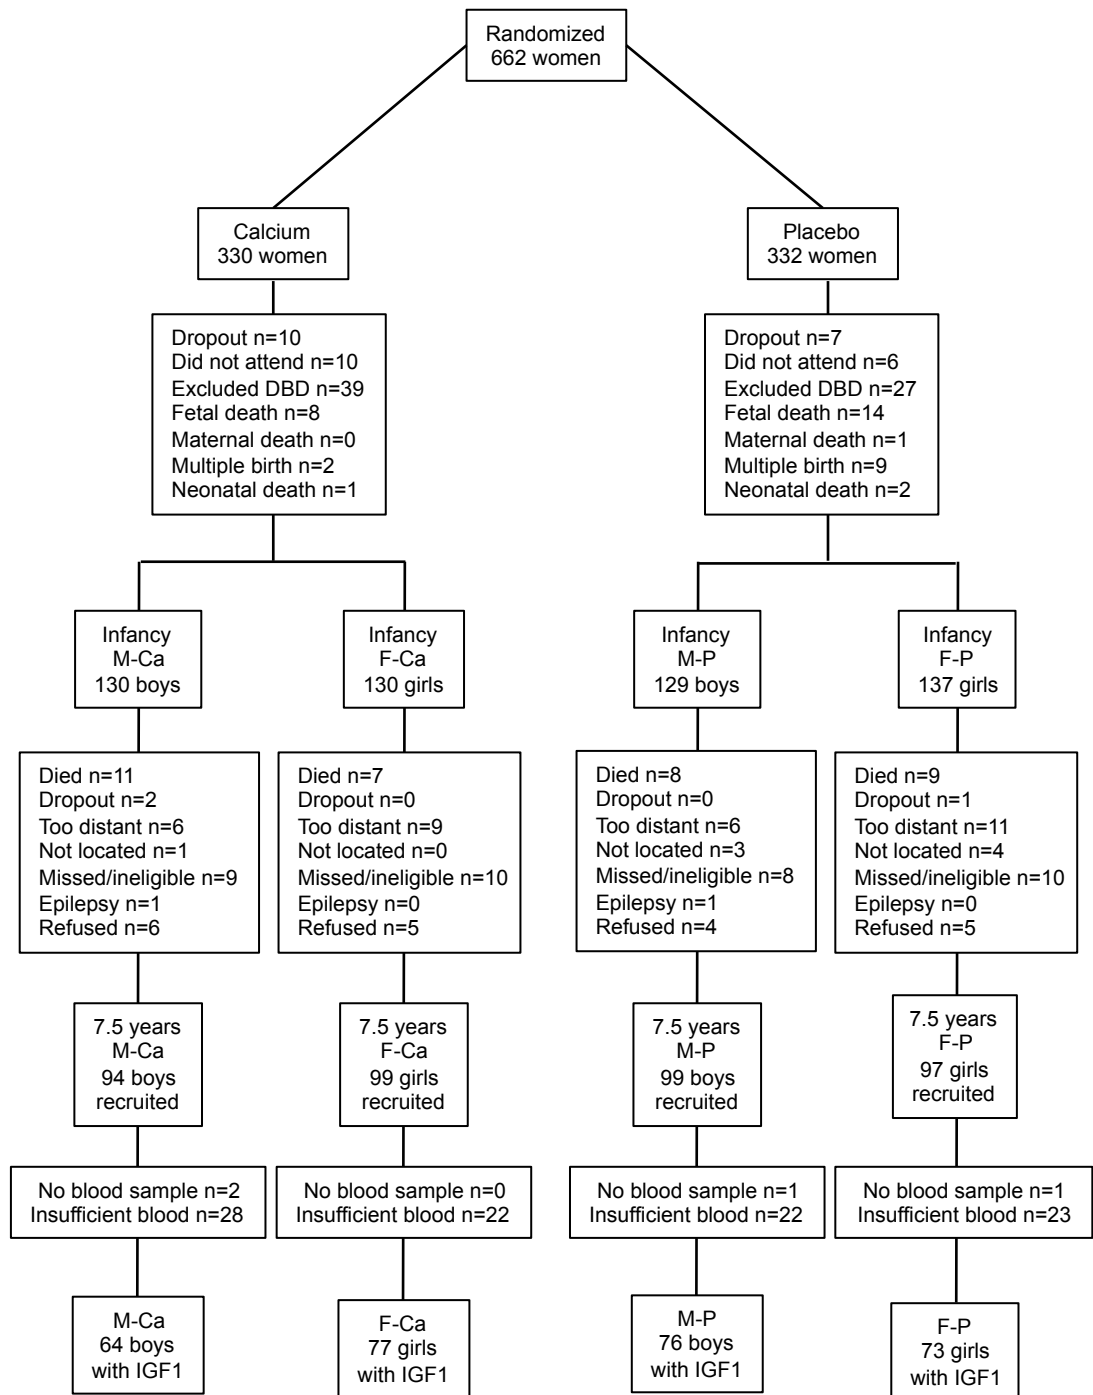 Randomized
662 women
Calcium
330 women
Placebo
332 women
Dropout n=10
Did not attend n=10
Excluded DBD n=39
Fetal death n=8
Maternal death n=0
Multiple birth n=2
Neonatal death n=1
Dropout n=7
Did not attend n=6
Excluded DBD n=27
Fetal death n=14
Maternal death n=1
Multiple birth n=9
Neonatal death n=2
Infancy
M-Ca
130 boys
Infancy
F-Ca
130 girls
Infancy
M-P
129 boys
Infancy
F-P
137 girls
Died n=11
Dropout n=2
Too distant n=6
Not located n=1
Missed/ineligible n=9
Epilepsy n=1
Refused n=6
Died n=7
Dropout n=0
Too distant n=9
Not located n=0
Missed/ineligible n=10
Epilepsy n=0
Refused n=5
Died n=8
Dropout n=0
Too distant n=6
Not located n=3
Missed/ineligible n=8
Epilepsy n=1
Refused n=4
Died n=9
Dropout n=1
Too distant n=11
Not located n=4
Missed/ineligible n=10
Epilepsy n=0
Refused n=5
7.5 years
M-Ca
94 boys
recruited
7.5 years
F-Ca
99 girls
recruited
7.5 years
M-P
99 boys
recruited
7.5 years
F-P
97 girls
recruited
No blood sample n=2
Insufficient blood n=28
No blood sample n=0
Insufficient blood n=22
No blood sample n=1
Insufficient blood n=22
No blood sample n=1
Insufficient blood n=23
M-Ca
64 boys
with IGF1
F-Ca
77 girls
with IGF1
M-P
76 boys
with IGF1
F-P
73 girls
with IGF1